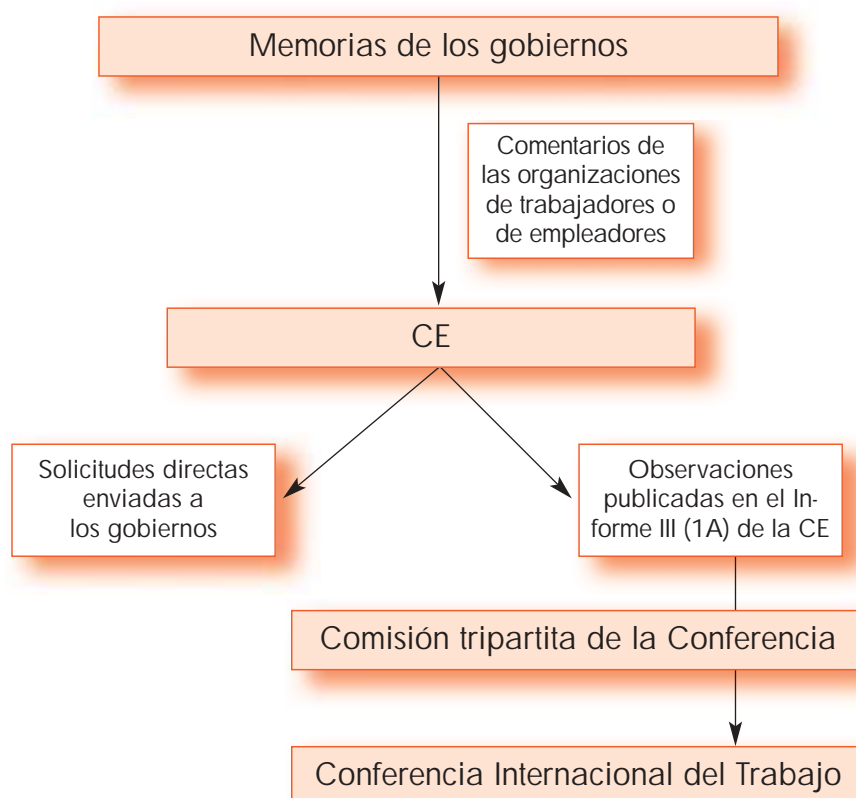 Memorias de los gobiernos
Comentarios de
las organizaciones
de trabajadores o
de empleadores
CE
Solicitudes directas
enviadas a
los gobiernos
Observaciones
publicadas en el In-
forme III (1A) de la CE
Comisión tripartita de la Conferencia
Conferencia Internacional del Trabajo